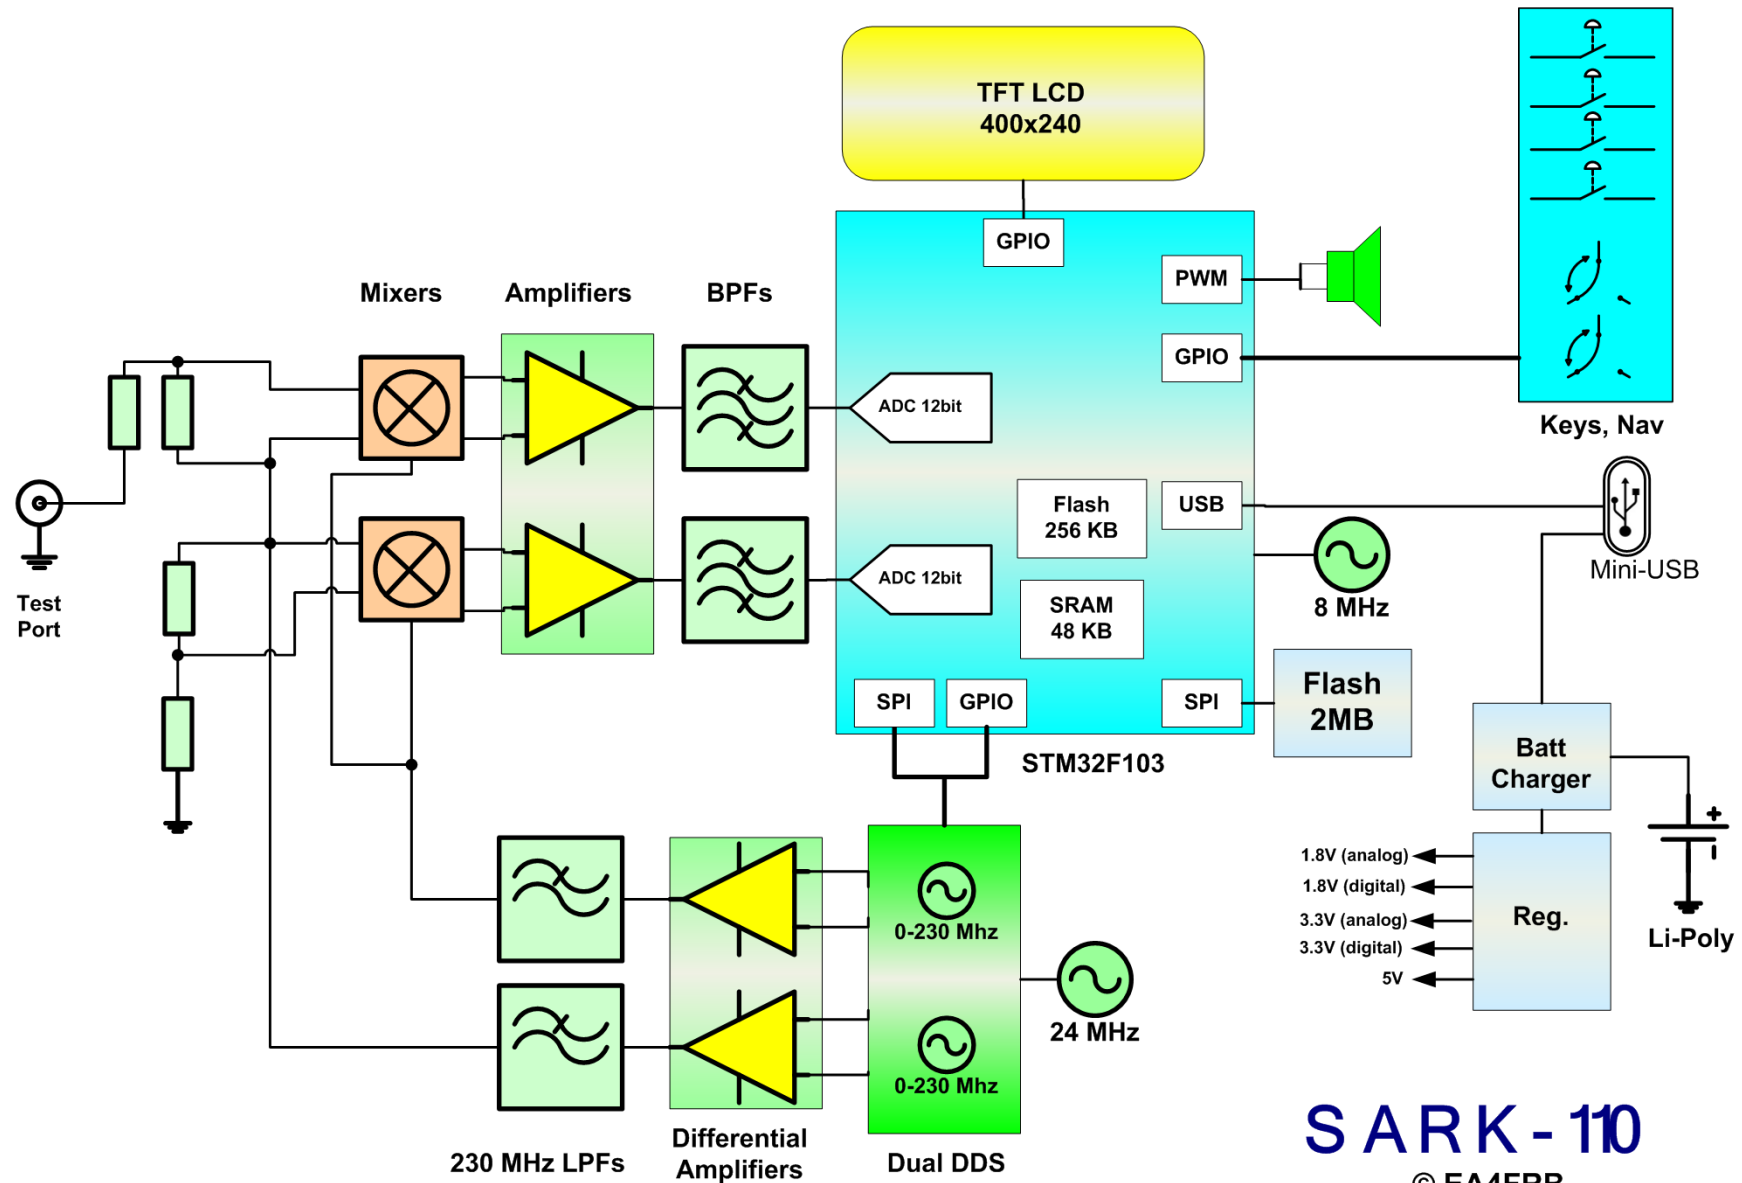 TFT LCD
400x240
GPIO
PWM
GPIO
Mixers
Amplifiers
BPFs
ADC 12bit
Keys, Nav
Flash
256 KB
USB
ADC 12bit
SRAM
48 KB
8 MHz
Mini-USB
Test
Port
SPI
GPIO
SPI
Flash
2MB
STM32F103
Batt
Charger
+
1.8V (analog)
1.8V (digital)
3.3V (analog)
3.3V (digital)
5V
Reg.
Li-Poly
0-230 Mhz
24 MHz
0-230 Mhz
230 MHz LPFs
Differential
Amplifiers
Dual DDS
SARK-110